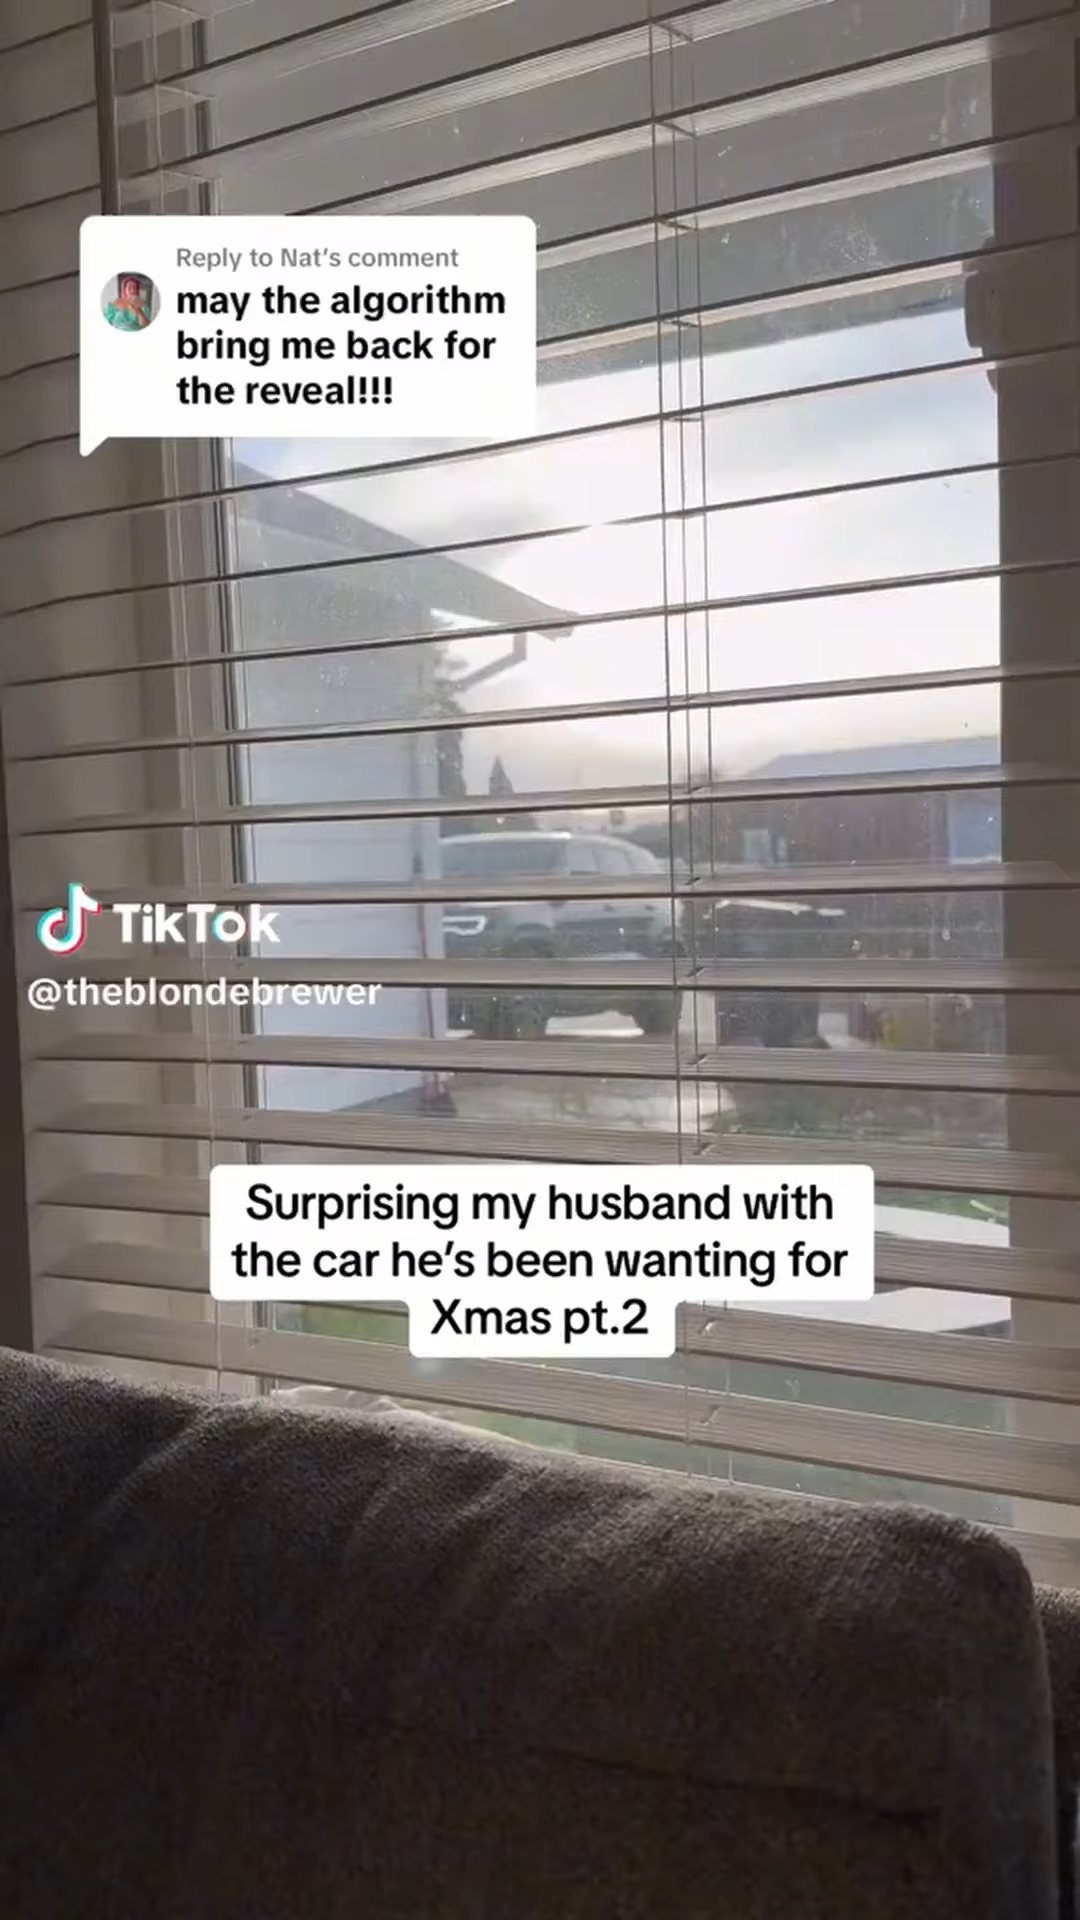 Reply to Nat's comment
may the algorithm
bring me back for
the reveal!!!
TikTok
@theblondebrewer
Surprising my husband with
the car he's been wanting for
Xmas pt.2